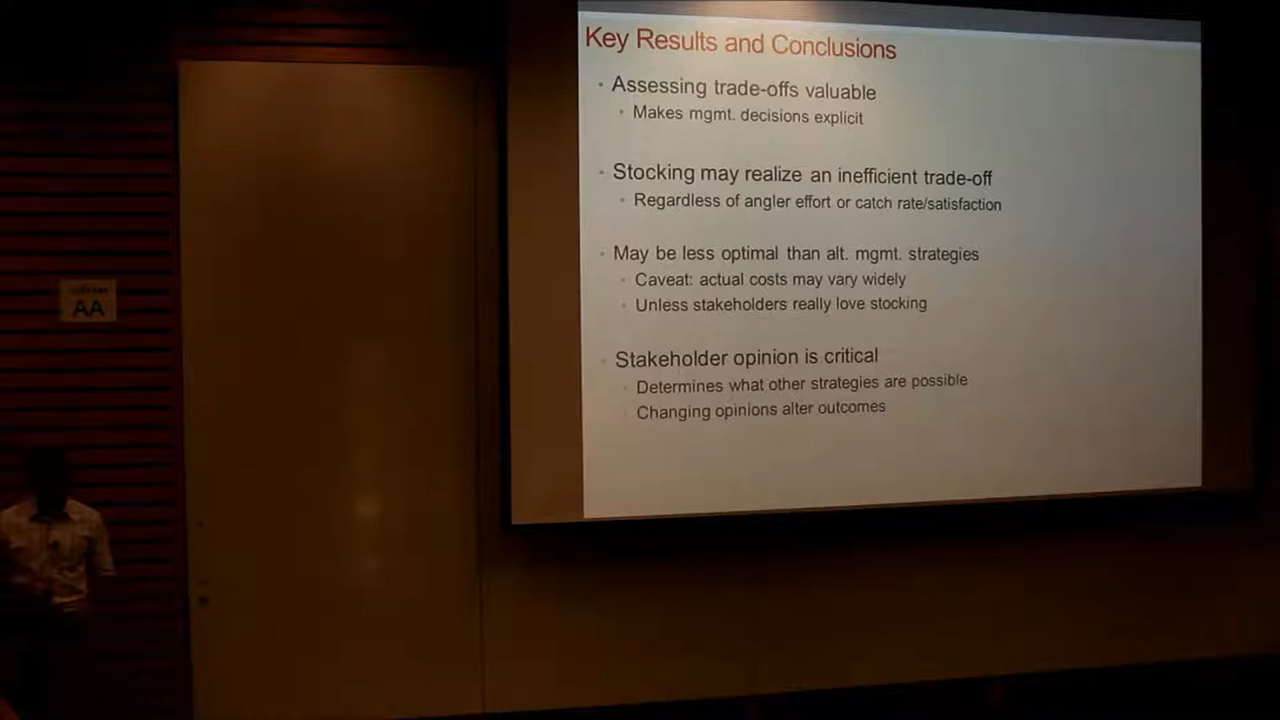 Key Results and Conclusions
• Assessing trade-offs valuable
• Makes mgmt. decisions explicit
• Stocking may realize an inefficient trade-off
• Regardless of angler effort or catch rate/satisfaction
• May be less optimal than alt. mgmt. strategies
• Caveat: actual costs may vary widely
• Unless stakeholders really love stocking
• Stakeholder opinion is critical
• Determines what other strategies are possible
• Changing opinions alter outcomes
AA